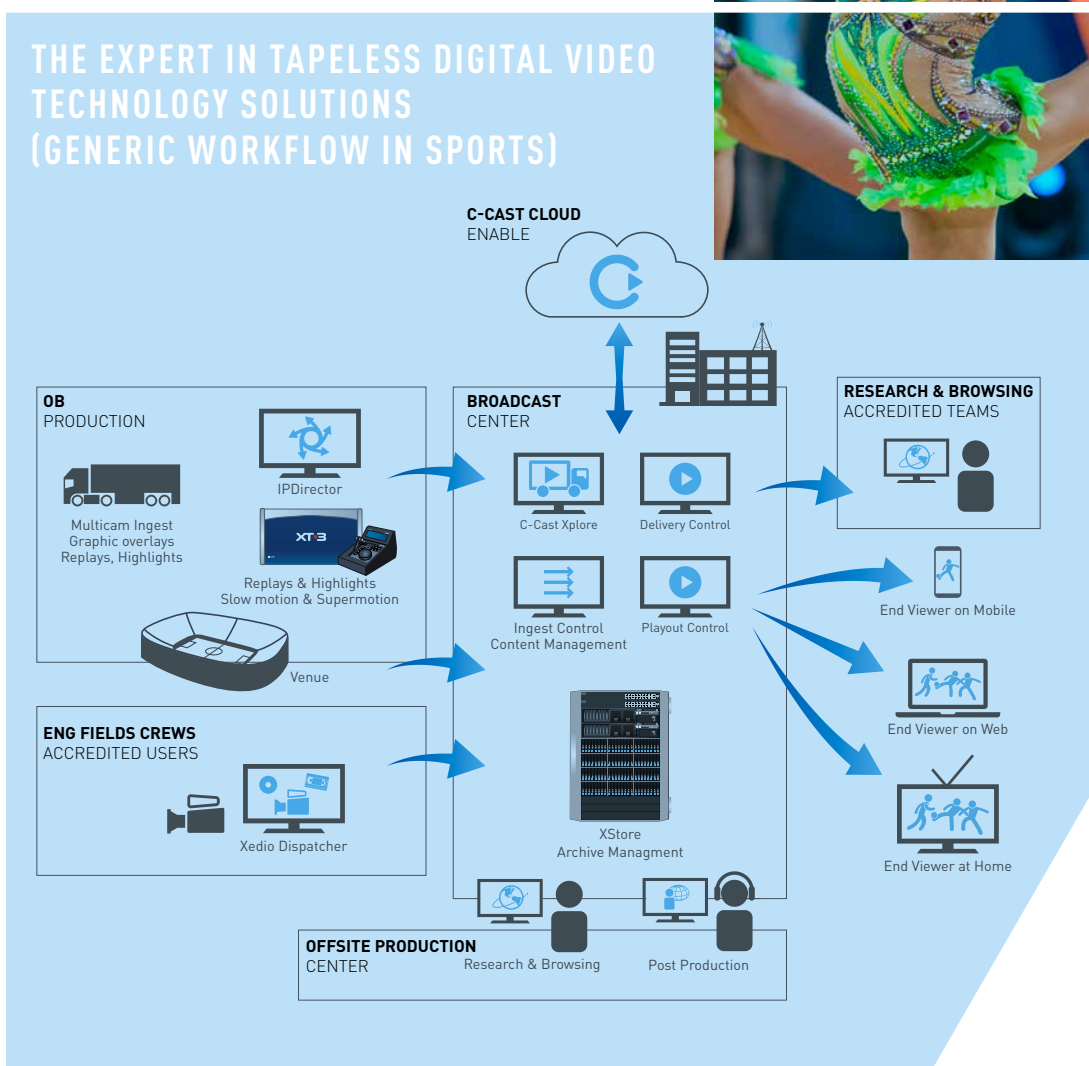 THE EXPERT IN TAPELESS DIGITAL VIDEO
TECHNOLOGY SOLUTIONS
(GENERIC WORKFLOW IN SPORTS)
C-CAST CLOUD
ENABLE
OB
PRODUCTION
IPDirector
Multicam Ingest
Graphic overlays
Replays, Highlights
XT3
Replays & Highlights
Slow motion & Supermotion
Venue
ENG FIELDS CREWS
ACCREDITED USERS
Xedio Dispatcher
BROADCAST
CENTER
C-Cast Xplore
Delivery Control
Ingest Control
Content Management
Playout Control
XStore
Archive Managment
RESEARCH & BROWSING
ACCREDITED TEAMS
End Viewer on Mobile
End Viewer on Web
End Viewer at Home
OFFSITE PRODUCTION
CENTER
Research & Browsing
Post Production